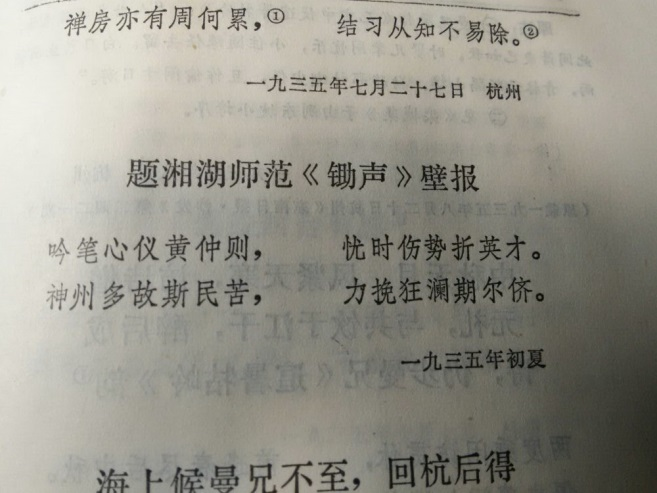 禅房亦有周何累，① 结习从知不易除。②
一九三五年七月二十七日 杭州
题湘湖师范《锄声》壁报
吟笔心仪黄仲则， 忧时伤势折英才。
神州多故斯民苦， 力挽狂澜期尔侪。
一九三五年初夏
海上候曼兄不至，回杭后得